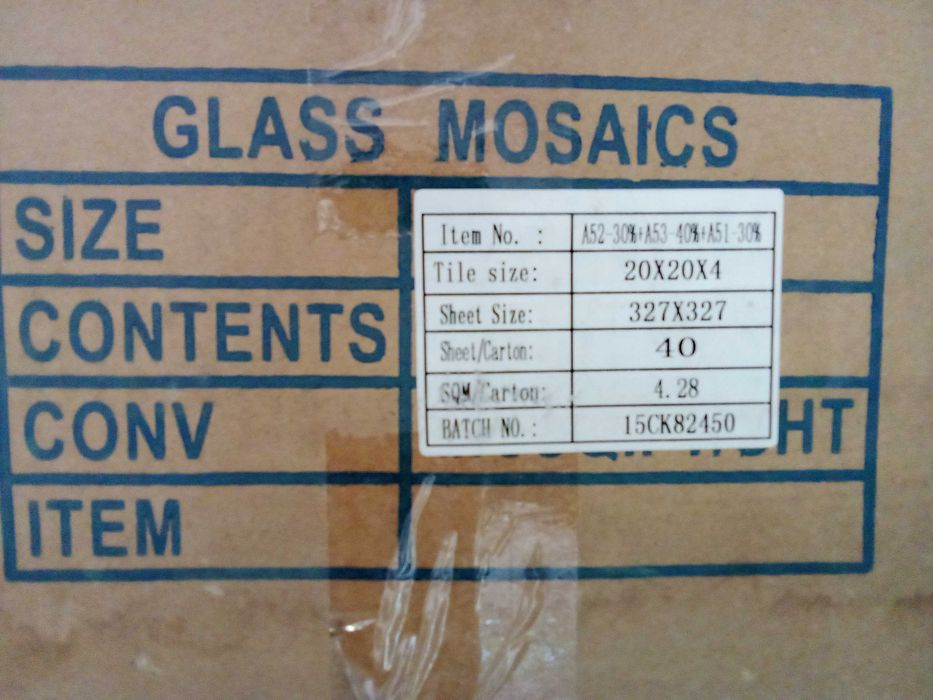 GLASS MOSAICS
SIZE
CONTENTS
CONV
ITEM
Item No. : A52-30%+A53-40%+A51-30%
Tile size: 20X20X4
Sheet Size: 327X327
Sheet/Carton: 40
SQM/Carton: 4.28
BATCH NO.: 15CK82450